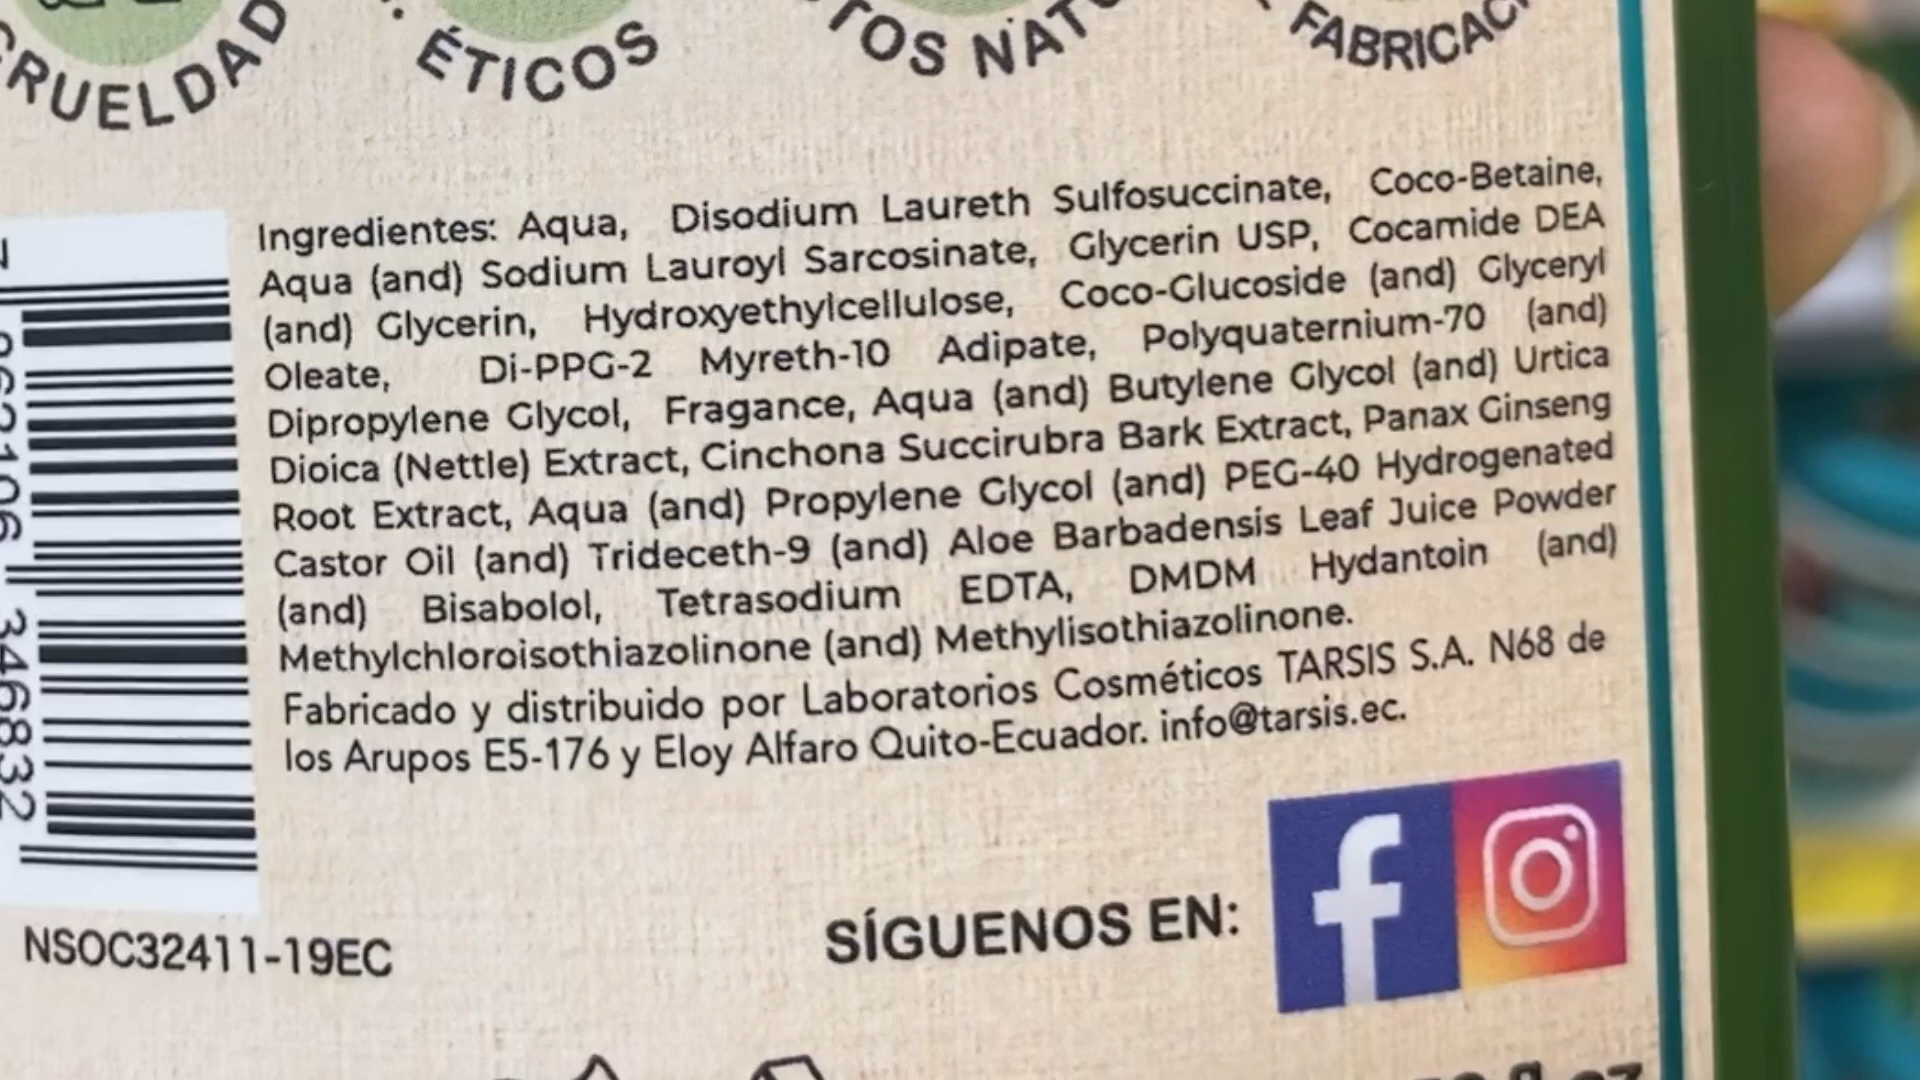 CRUELDAD
ÉTICOS
Ingredientes: Aqua, Disodium Laureth Sulfosuccinate, Coco-Betaine,
Aqua (and) Sodium Lauroyl Sarcosinate, Glycerin USP, Cocamide DEA
(and) Glycerin, Hydroxyethylcellulose, Coco-Glucoside (and) Glyceryl
Oleate, Di-PPG-2 Myreth-10 Adipate, Polyquaternium-70 (and)
Dipropylene Glycol, Fragance, Aqua (and) Butylene Glycol (and) Urtica
Dioica (Nettle) Extract, Cinchona Succirubra Bark Extract, Panax Ginseng
Root Extract, Aqua (and) Propylene Glycol (and) PEG-40 Hydrogenated
Castor Oil (and) Trideceth-9 (and) Aloe Barbadensis Leaf Juice Powder
(and) Bisabolol, Tetrasodium EDTA, DMDM Hydantoin (and)
Methylchloroisothiazolinone (and) Methylisothiazolinone.
Fabricado y distribuido por Laboratorios Cosméticos TARSIS S.A. N68 de
los Arupos E5-176 y Eloy Alfaro Quito-Ecuador. info@tarsis.ec.
NSOC32411-19EC
SÍGUENOS EN: